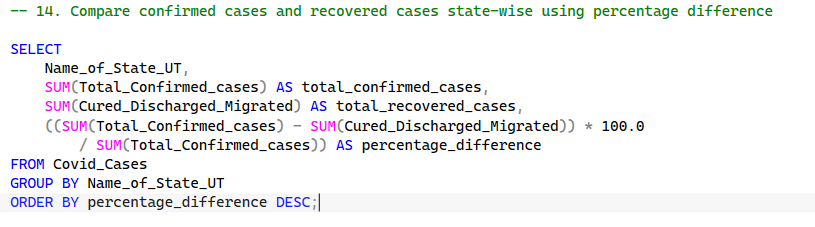 -- 14. Compare confirmed cases and recovered cases state-wise using percentage difference
SELECT
Name_of_State_UT,
SUM(Total_Confirmed_cases) AS total_confirmed_cases,
SUM(Cured_Discharged_Migrated) AS total_recovered_cases,
((SUM(Total_Confirmed_cases) - SUM(Cured_Discharged_Migrated)) * 100.0
/ SUM(Total_Confirmed_cases)) AS percentage_difference
FROM Covid_Cases
GROUP BY Name_of_State_UT
ORDER BY percentage_difference DESC;